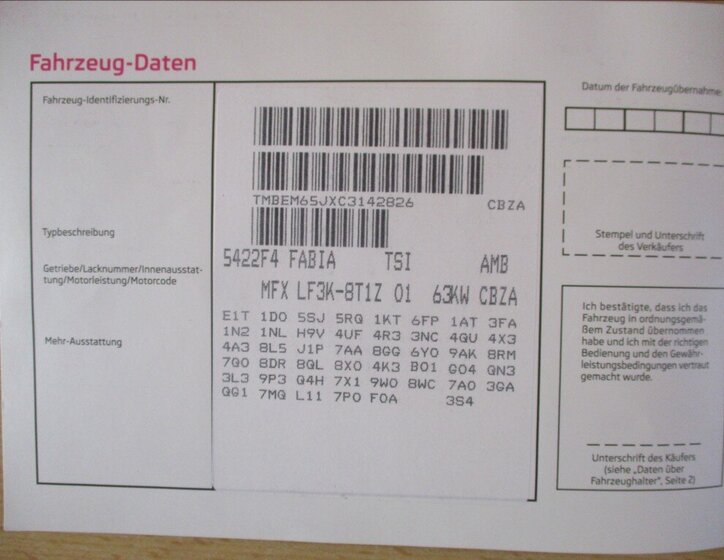 Fahrzeug-Daten
Fahrzeug-Identifizierungs-Nr.
TMBEM65JXC3142826 CBZA
Typbeschreibung
5422F4 FABIA TSI AMB
Getriebe/Lacknummer/Innenausstat-
tung/Motorleistung/Motorcode
MFX LF3K-8T1Z 01 63KW CBZA
Mehr-Ausstattung
E1T 1D0 5SJ 5RQ 1KT 6FP 1AT 3FA
1N2 1NL H9V 4UF 4R3 3NC 4QU 4X3
4A3 8L5 J1P 7AA 8GG 6Y0 9AK 8RM
7Q0 8DR 8QL 8X0 4K3 B01 G04 QN3
3L3 9P3 Q4H 7X1 9W0 8WC 7A0 3GA
QG1 7MQ L11 7P0 F0A 3S4
Datum der Fahrzeugübernahme
Stempel und Unterschrift
des Verkäufers
Ich bestätige, dass ich das
Fahrzeug in ordnungsgemä-
ßem Zustand übernommen
habe und ich mit der richtigen
Bedienung und den Gewähr-
leistungsbedingungen vertraut
gemacht wurde.
Unterschrift des Käufers
(siehe „Daten über
Fahrzeughalter", Seite 2)